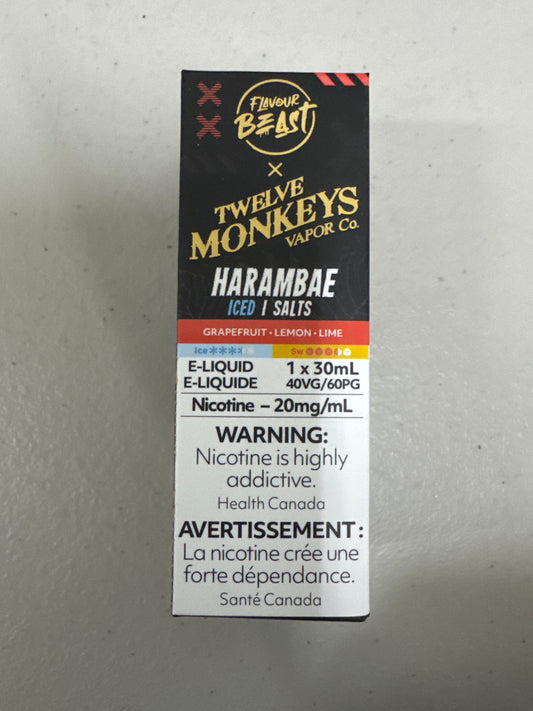 FLAVOUR
BEAST
X
TWELVE
MONKEYS
VAPOR Co.
HARAMBAE
ICED | SALTS
GRAPEFRUIT • LEMON • LIME
Ice Sw
E-LIQUID 1 x 30mL
E-LIQUIDE 40VG/60PG
Nicotine – 20mg/mL
WARNING:
Nicotine is highly
addictive.
Health Canada
AVERTISSEMENT :
La nicotine crée une
forte dépendance.
Santé Canada